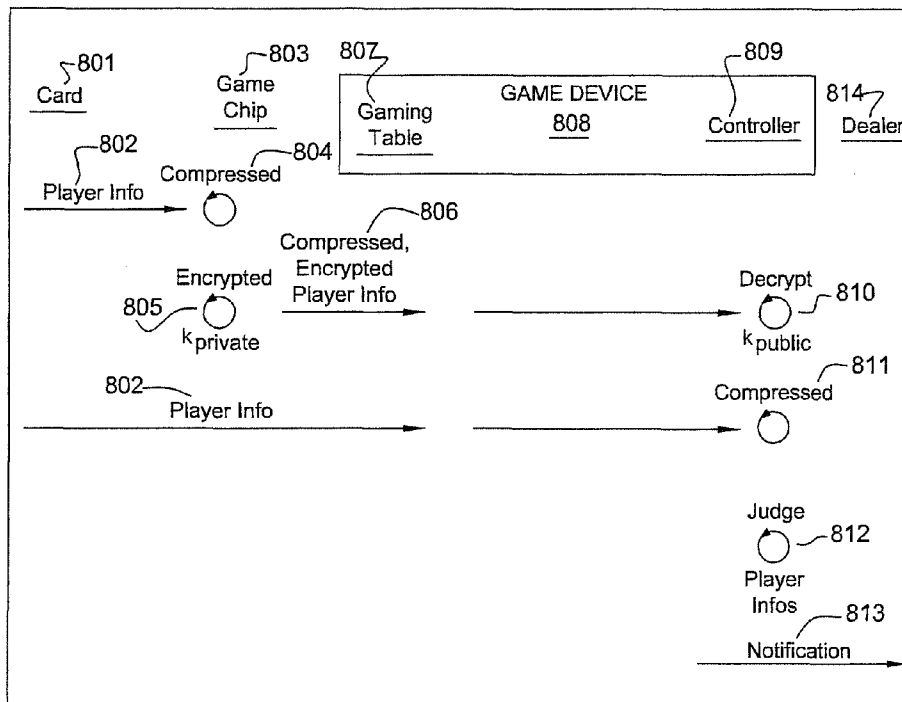 801
Card
803
Game
Chip
807
Gaming
Table
GAME DEVICE
808
809
Controller
814
Dealer
802
Player Info
Compressed
804
Encrypted
805
k private
806
Compressed,
Encrypted
Player Info
Decrypt
810
k public
802
Player Info
811
Compressed
Judge
812
Player
Infos
813
Notification